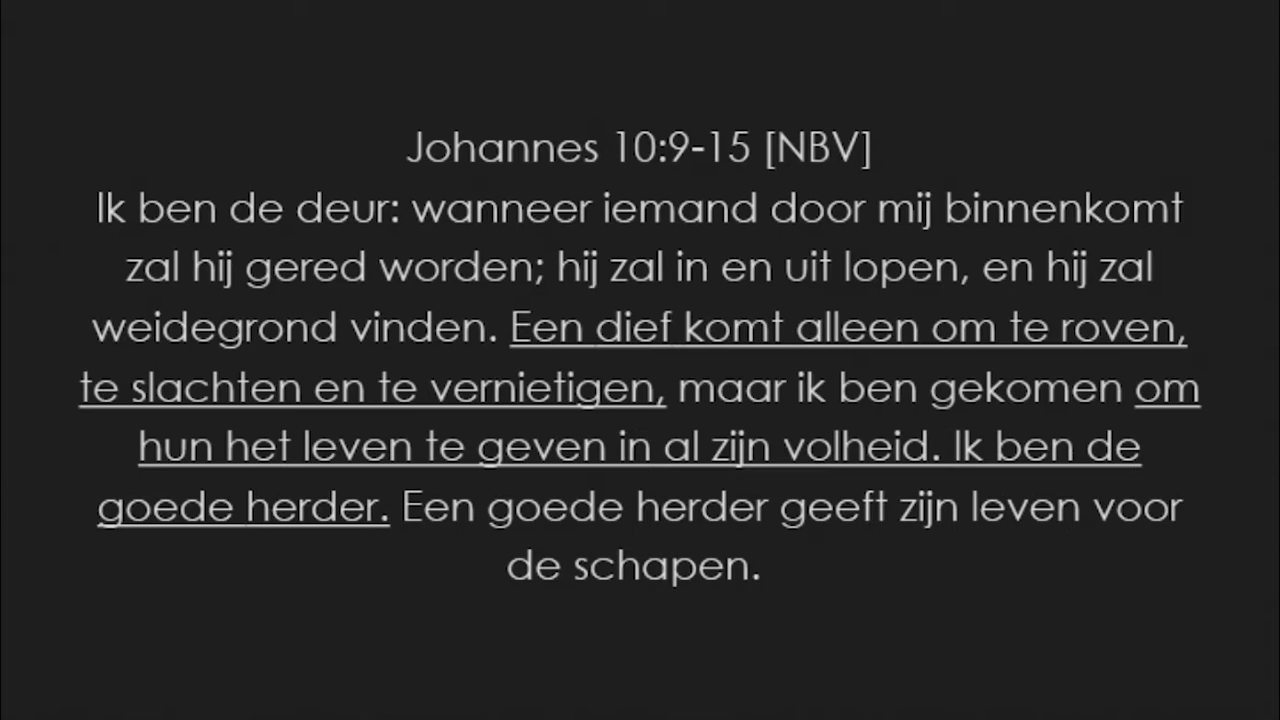 Johannes 10:9-15 [NBV]
Ik ben de deur: wanneer iemand door mij binnenkomt
zal hij gered worden; hij zal in en uit lopen, en hij zal
weidegrond vinden. Een dief komt alleen om te roven,
te slachten en te vernietigen, maar ik ben gekomen om
hun het leven te geven in al zijn volheid. Ik ben de
goede herder. Een goede herder geeft zijn leven voor
de schapen.